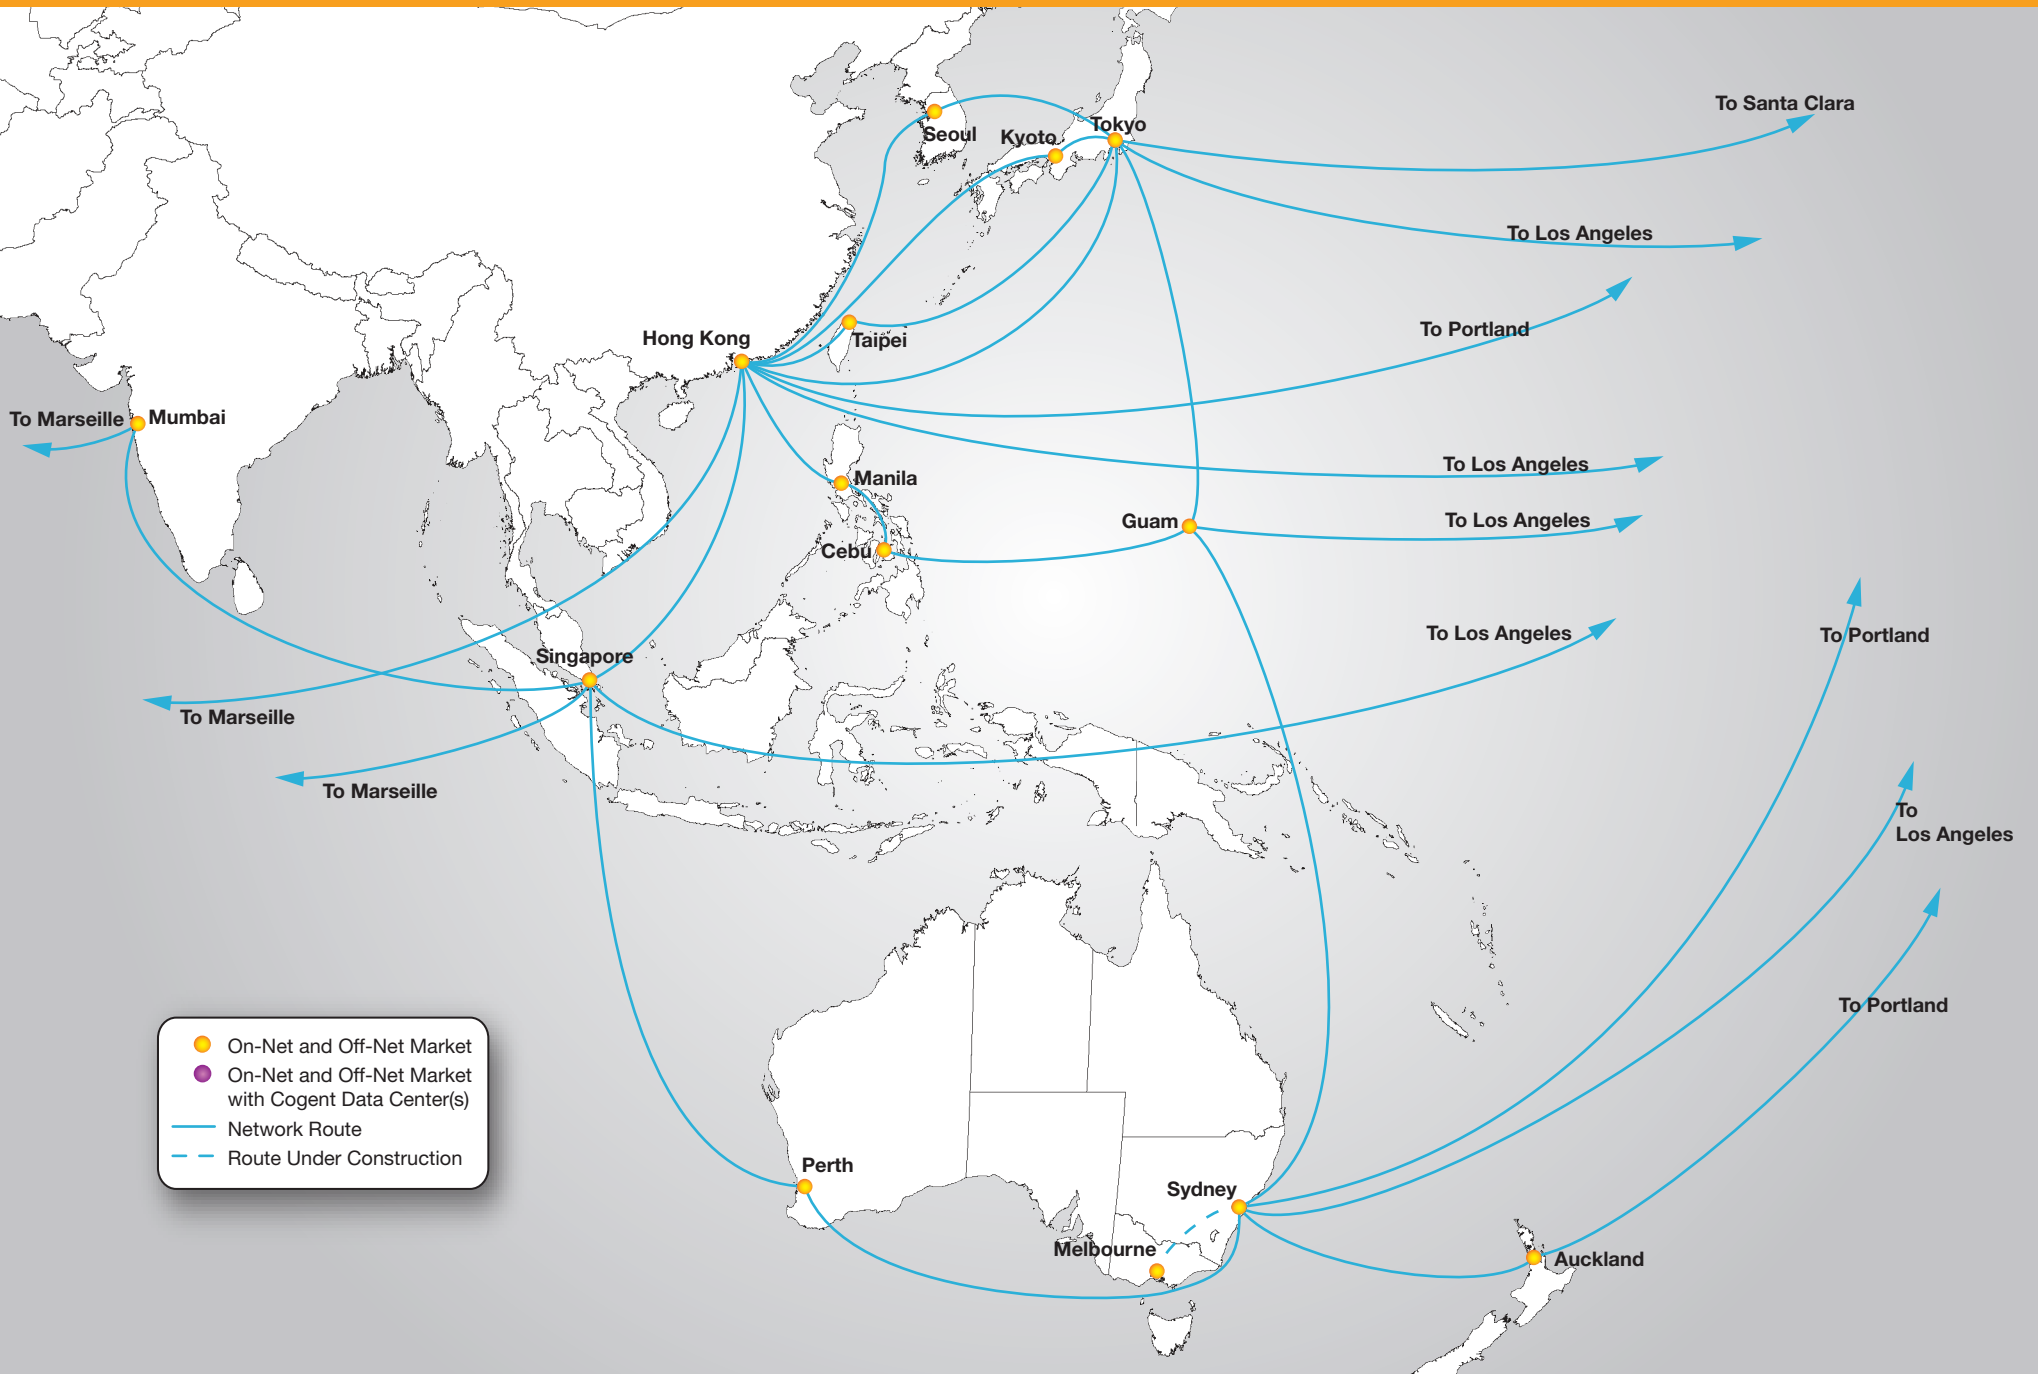 To Santa Clara
Tokyo
Seoul
Kyoto
To Los Angeles
To Portland
Hong Kong
Taipei
To Marseille
Mumbai
To Los Angeles
Manila
Guam
To Los Angeles
Cebu
To Los Angeles
To Portland
Singapore
To Marseille
To Marseille
To
Los Angeles
To Portland
On-Net and Off-Net Market
On-Net and Off-Net Market
with Cogent Data Center(s)
Network Route
Route Under Construction
Perth
Sydney
Melbourne
Auckland